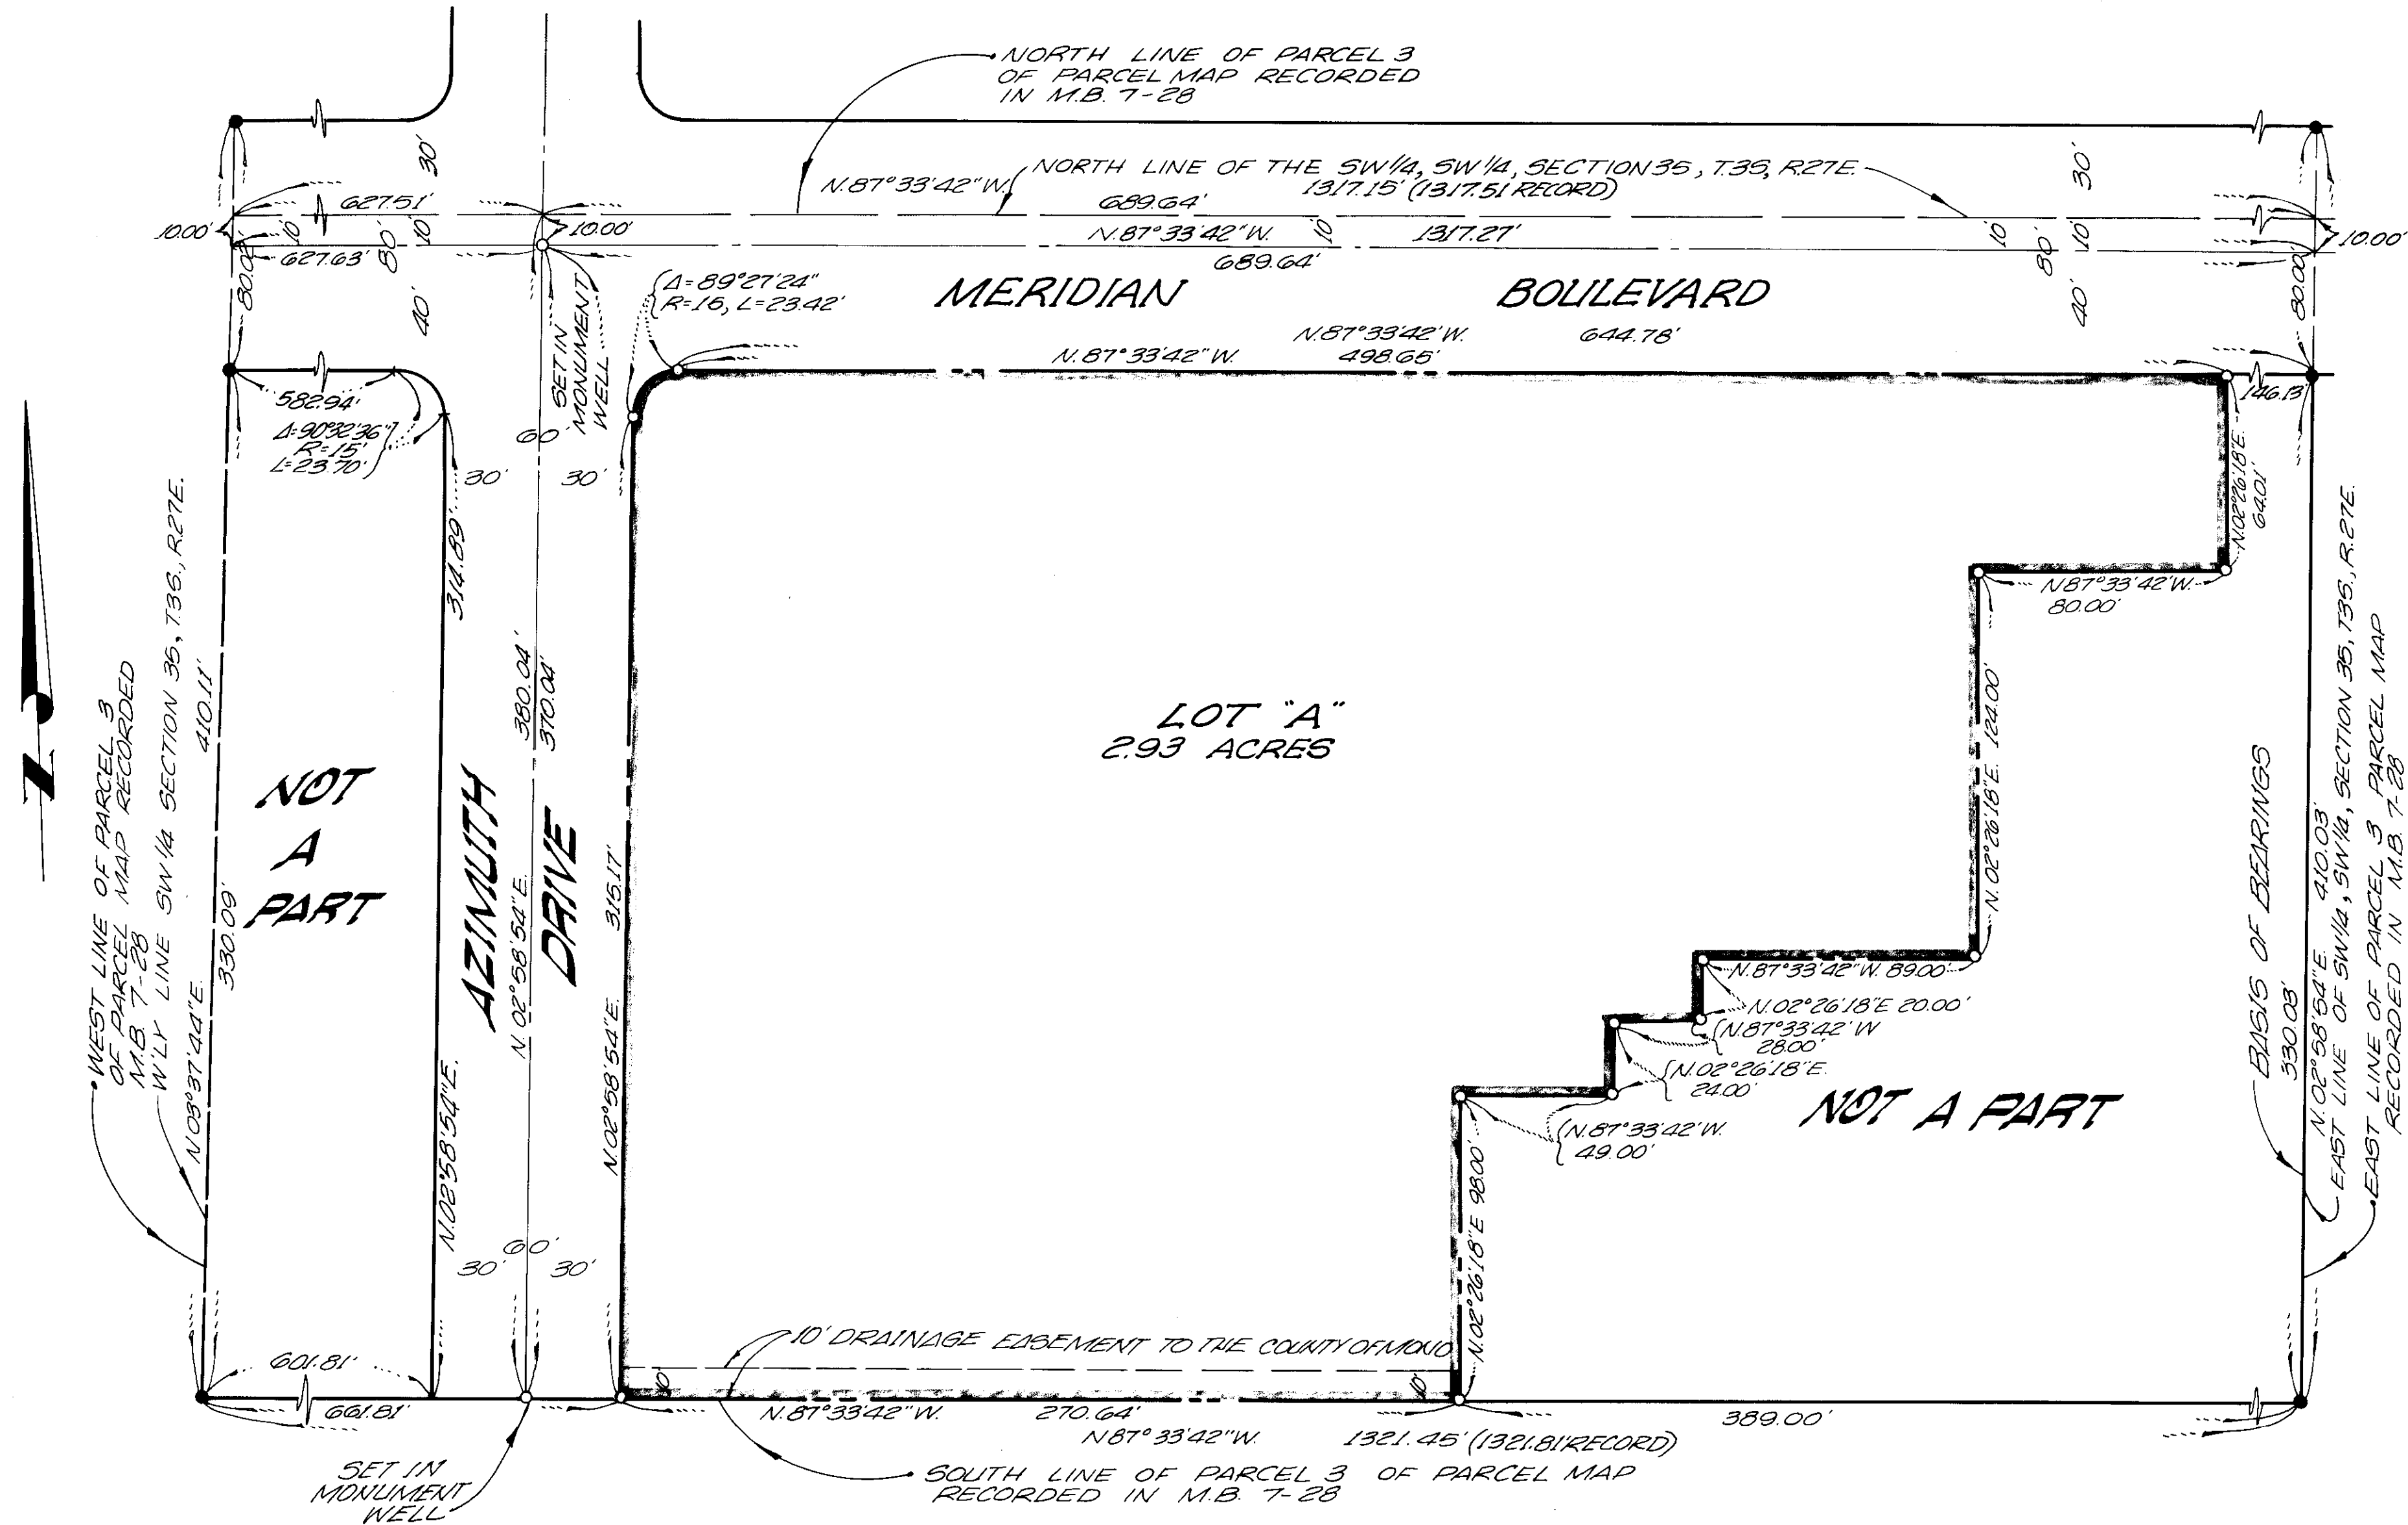 NORTH LINE OF PARCEL 3
OF PARCEL MAP RECORDED
IN M.B. 7-28
NORTH LINE OF THE SW 1/4, SW 1/4, SECTION 35, T.3S, R.27E.
N.87°33'42"W.
1317.15' (1317.51 RECORD)
627.51'
689.64'
10.00'
10'
10'
10.00'
N.87°33'42"W.
10'
1317.27'
10'
10'
10.00'
627.63'
689.64'
30'
80'
40'
30'
80'
40'
80.02'
80.00'
MERIDIAN BOULEVARD
Δ=89°27'24"
R=15, L=23.42'
SET IN
MONUMENT
WELL
N.87°33'42"W.
644.78'
N.87°33'42"W.
498.65'
146.13'
582.94'
Δ=90°32'36"
R=15'
L=23.70'
60'
30'
30'
N.02°26'18"E.
64.01'
N87°33'42"W.
80.00'
314.89'
N.02°58'54"E.
380.04'
370.04'
N.02°58'54"E.
AZIMUTH
DRIVE
N.02°58'54"E.
315.17'
LOT "A"
2.93 ACRES
N.02°26'18"E. 124.00'
N
WEST LINE OF PARCEL 3
OF PARCEL MAP RECORDED
M.B. 7-28
W'LY LINE SW 1/4 SECTION 35, T.3S., R.27E.
N.03°37'44"E.
410.11'
330.09'
NOT
A
PART
N.87°33'42"W. 89.00'
N.02°26'18"E 20.00'
N.87°33'42"W
28.00'
N.02°26'18"E.
24.00'
N.87°33'42"W.
49.00'
N.02°26'18"E 98.00'
NOT A PART
BASIS OF BEARINGS
330.03'
N.02°58'54"E. 410.03'
EAST LINE OF SW 1/4, SW 1/4, SECTION 35, T.3S., R.27E.
EAST LINE OF PARCEL 3 PARCEL MAP
RECORDED IN M.B. 7-28
60'
30'
30'
10' DRAINAGE EASEMENT TO THE COUNTY OF MONO
10'
10'
601.81'
661.81'
N.87°33'42"W.
270.64'
389.00'
N87°33'42"W.
1321.45' (1321.81'RECORD)
SET IN
MONUMENT
WELL
SOUTH LINE OF PARCEL 3 OF PARCEL MAP
RECORDED IN M.B. 7-28